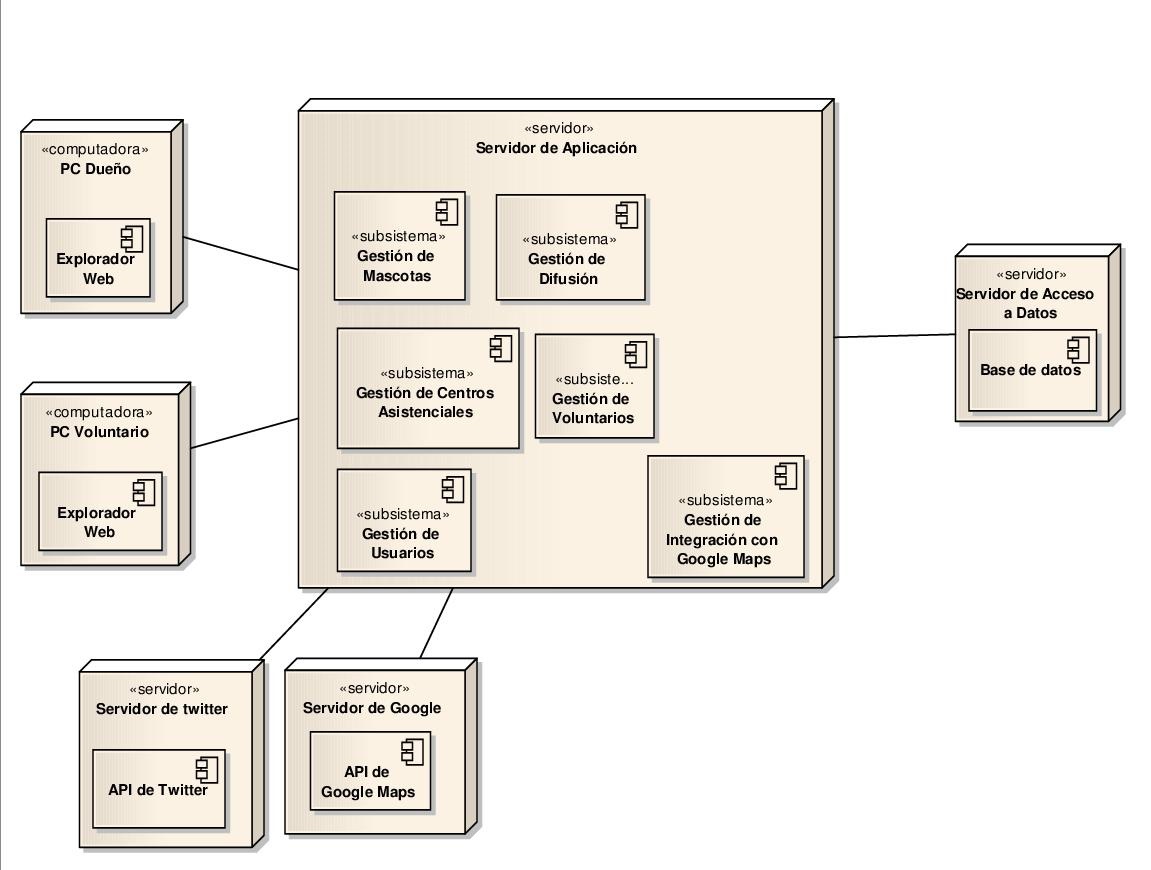 «computadora»
PC Dueño
Explorador
Web
«computadora»
PC Voluntario
Explorador
Web
«servidor»
Servidor de Aplicación
«subsistema»
Gestión de
Mascotas
«subsistema»
Gestión de
Difusión
«subsistema»
Gestión de Centros
Asistenciales
«subsiste...
Gestión de
Voluntarios
«subsistema»
Gestión de
Usuarios
«subsistema»
Gestión de
Integración con
Google Maps
«servidor»
Servidor de Acceso
a Datos
Base de datos
«servidor»
Servidor de twitter
API de Twitter
«servidor»
Servidor de Google
API de
Google Maps